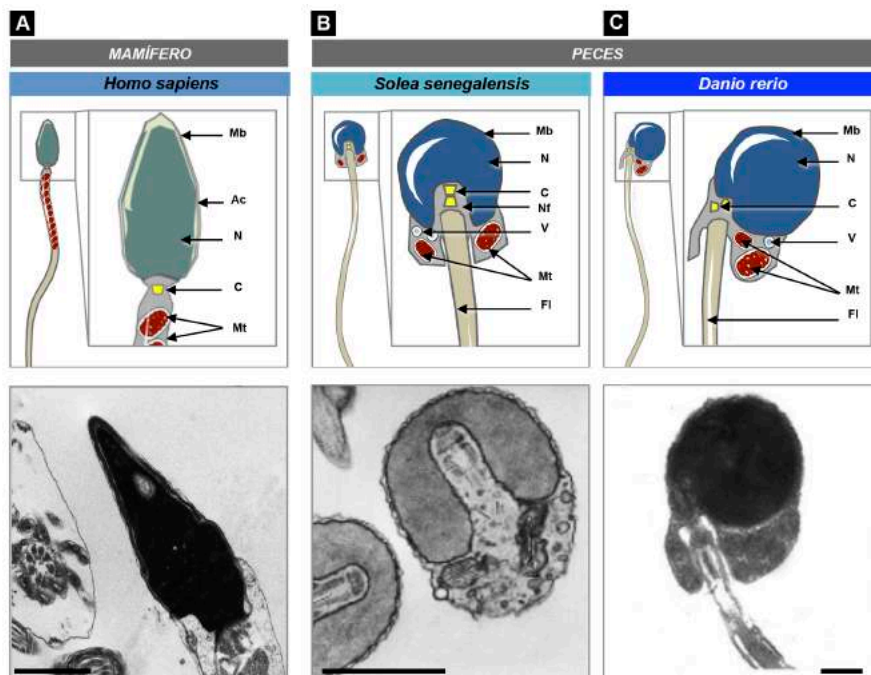 A
B
C
MAMÍFERO
PECES
Homo sapiens
Solea senegalensis
Danio rerio
Mb
Ac
N
C
Mt
Mb
N
C
Nf
V
Mt
Fl
Mb
N
C
V
Mt
Fl